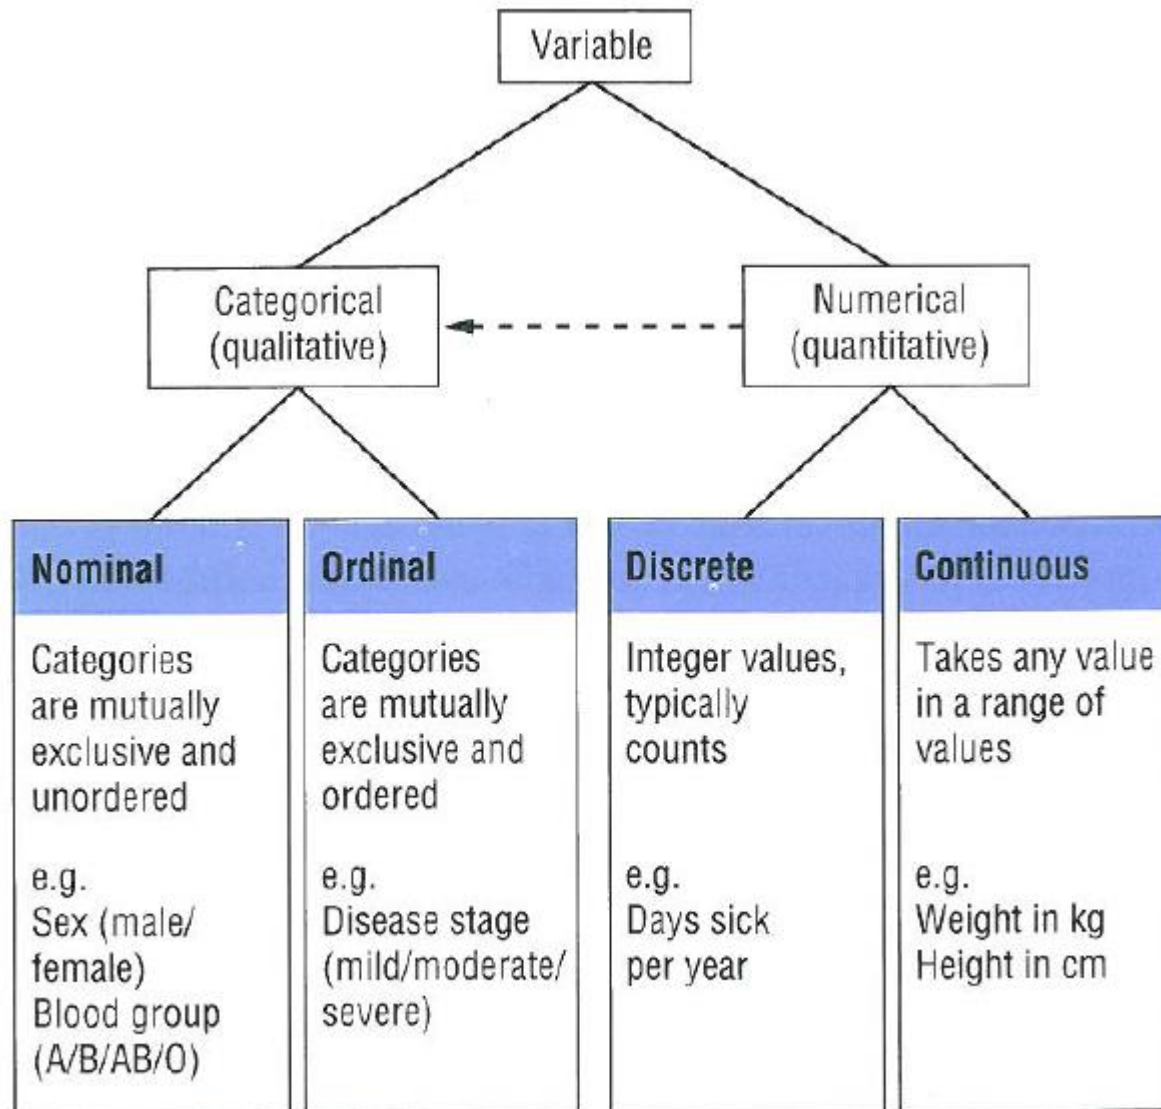 Variable
Categorical
(qualitative)
Numerical
(quantitative)
Nominal
Categories
are mutually
exclusive and
unordered
e.g.
Sex (male/
female)
Blood group
(A/B/AB/O)
Ordinal
Categories
are mutually
exclusive and
ordered
e.g.
Disease stage
(mild/moderate/
severe)
Discrete
Integer values,
typically
counts
e.g.
Days sick
per year
Continuous
Takes any value
in a range of
values
e.g.
Weight in kg
Height in cm